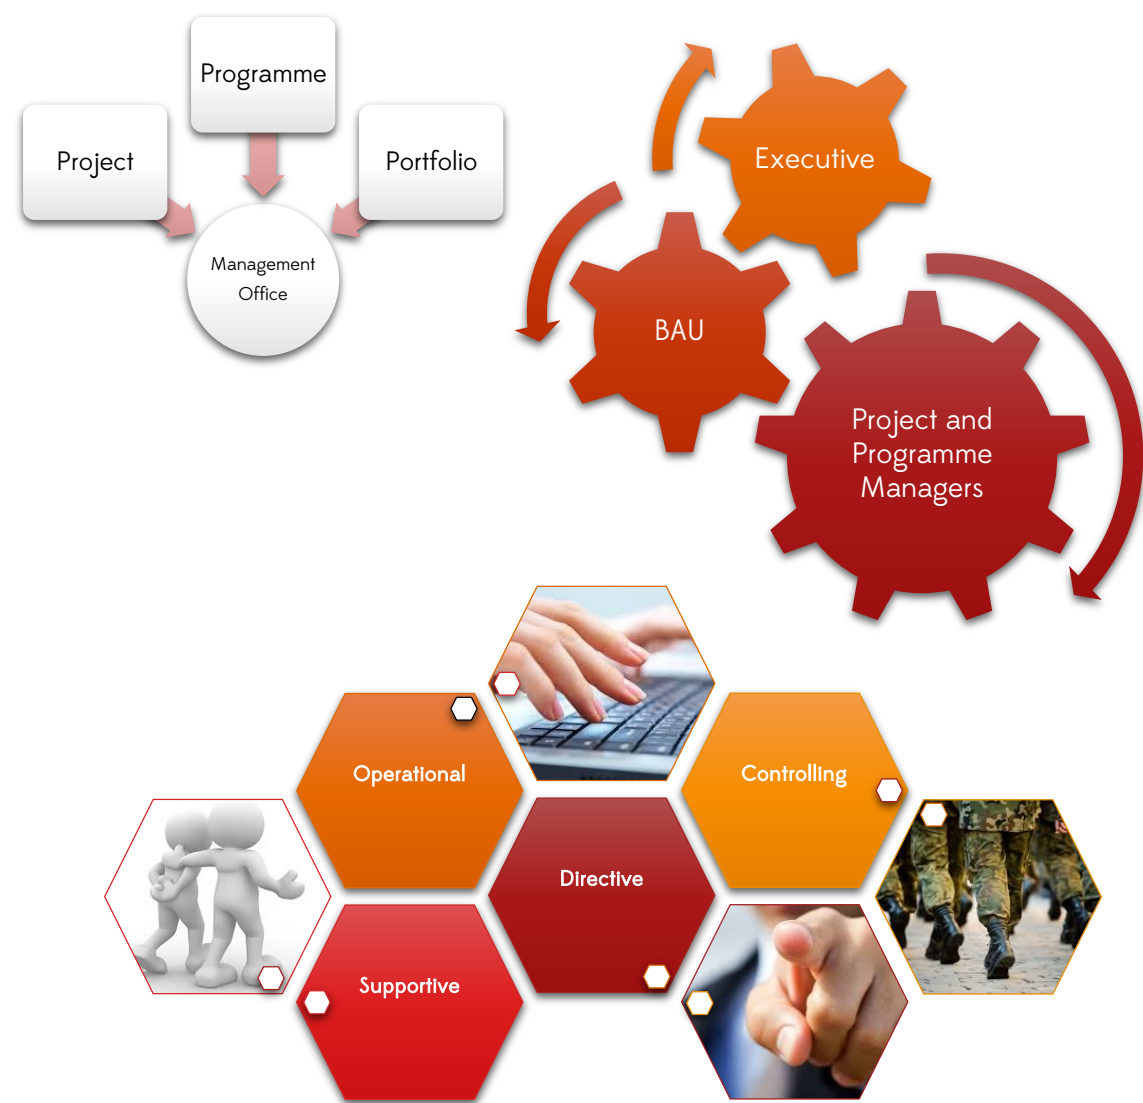 Programme
Project
Portfolio
Management
Office
Executive
BAU
Project and
Programme
Managers
Operational
Controlling
Directive
Supportive